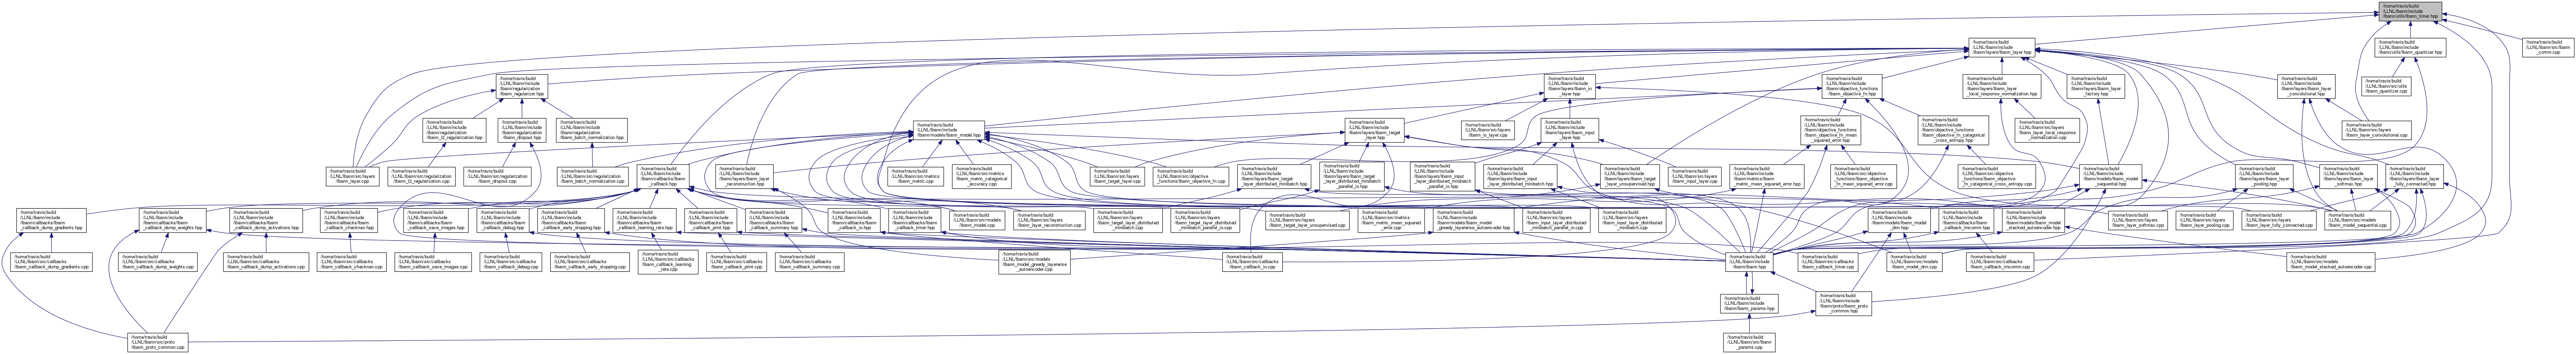 /home/travis/build
/LLNL/lbann/include
/lbann/utils/lbann_timer.hpp
/home/travis/build
/LLNL/lbann/include
/lbann/layers/lbann_layer.hpp
/home/travis/build
/LLNL/lbann/include
/lbann/utils/lbann_quantizer.hpp
/home/travis/build
/LLNL/lbann/src/lbann
_comm.cpp
/home/travis/build
/LLNL/lbann/include
/lbann/regularization
/lbann_regularizer.hpp
/home/travis/build
/LLNL/lbann/include
/lbann/layers/lbann_io
_layer.hpp
/home/travis/build
/LLNL/lbann/include
/lbann/objective_functions
/lbann_objective_fn.hpp
/home/travis/build
/LLNL/lbann/include
/lbann/layers/lbann_layer
_local_response_normalization.hpp
/home/travis/build
/LLNL/lbann/include
/lbann/layers/lbann_layer
_factory.hpp
/home/travis/build
/LLNL/lbann/include
/lbann/layers/lbann_layer
_convolutional.hpp
/home/travis/build
/LLNL/lbann/src/utils
/lbann_quantizer.cpp
/home/travis/build
/LLNL/lbann/include
/lbann/regularization
/lbann_l2_regularization.hpp
/home/travis/build
/LLNL/lbann/include
/lbann/regularization
/lbann_dropout.hpp
/home/travis/build
/LLNL/lbann/include
/lbann/regularization
/lbann_batch_normalization.hpp
/home/travis/build
/LLNL/lbann/include
/lbann/models/lbann_model.hpp
/home/travis/build
/LLNL/lbann/include
/lbann/layers/lbann_target
_layer.hpp
/home/travis/build
/LLNL/lbann/src/layers
/lbann_io_layer.cpp
/home/travis/build
/LLNL/lbann/include
/lbann/layers/lbann_input
_layer.hpp
/home/travis/build
/LLNL/lbann/include
/lbann/objective_functions
/lbann_objective_fn_mean
_squared_error.hpp
/home/travis/build
/LLNL/lbann/include
/lbann/objective_functions
/lbann_objective_fn_categorical
_cross_entropy.hpp
/home/travis/build
/LLNL/lbann/src/layers
/lbann_layer_local_response
_normalization.cpp
/home/travis/build
/LLNL/lbann/src/layers
/lbann_layer_convolutional.cpp
/home/travis/build
/LLNL/lbann/src/layers
/lbann_layer.cpp
/home/travis/build
/LLNL/lbann/src/regularization
/lbann_l2_regularization.cpp
/home/travis/build
/LLNL/lbann/src/regularization
/lbann_dropout.cpp
/home/travis/build
/LLNL/lbann/src/regularization
/lbann_batch_normalization.cpp
/home/travis/build
/LLNL/lbann/include
/lbann/callbacks/lbann
_callback.hpp
/home/travis/build
/LLNL/lbann/include
/lbann/layers/lbann_layer
_reconstruction.hpp
/home/travis/build
/LLNL/lbann/src/metrics
/lbann_metric.cpp
/home/travis/build
/LLNL/lbann/src/metrics
/lbann_metric_categorical
_accuracy.cpp
/home/travis/build
/LLNL/lbann/src/layers
/lbann_target_layer.cpp
/home/travis/build
/LLNL/lbann/src/objective
_functions/lbann_objective_fn.cpp
/home/travis/build
/LLNL/lbann/include
/lbann/layers/lbann_target
_layer_distributed_minibatch.hpp
/home/travis/build
/LLNL/lbann/include
/lbann/layers/lbann_target
_layer_distributed_minibatch
_parallel_io.hpp
/home/travis/build
/LLNL/lbann/include
/lbann/layers/lbann_input
_layer_distributed_minibatch
_parallel_io.hpp
/home/travis/build
/LLNL/lbann/include
/lbann/layers/lbann_input
_layer_distributed_minibatch.hpp
/home/travis/build
/LLNL/lbann/include
/lbann/layers/lbann_target
_layer_unsupervised.hpp
/home/travis/build
/LLNL/lbann/src/layers
/lbann_input_layer.cpp
/home/travis/build
/LLNL/lbann/include
/lbann/metrics/lbann
_metric_mean_squared_error.hpp
/home/travis/build
/LLNL/lbann/src/objective
_functions/lbann_objective
_fn_mean_squared_error.cpp
/home/travis/build
/LLNL/lbann/src/objective
_functions/lbann_objective
_fn_categorical_cross_entropy.cpp
/home/travis/build
/LLNL/lbann/include
/lbann/models/lbann_model
_sequential.hpp
/home/travis/build
/LLNL/lbann/include
/lbann/layers/lbann_layer
_pooling.hpp
/home/travis/build
/LLNL/lbann/include
/lbann/layers/lbann_layer
_softmax.hpp
/home/travis/build
/LLNL/lbann/include
/lbann/layers/lbann_layer
_fully_connected.hpp
/home/travis/build
/LLNL/lbann/include
/lbann/callbacks/lbann
_callback_dump_gradients.hpp
/home/travis/build
/LLNL/lbann/include
/lbann/callbacks/lbann
_callback_dump_weights.hpp
/home/travis/build
/LLNL/lbann/include
/lbann/callbacks/lbann
_callback_dump_activations.hpp
/home/travis/build
/LLNL/lbann/include
/lbann/callbacks/lbann
_callback_checknan.hpp
/home/travis/build
/LLNL/lbann/include
/lbann/callbacks/lbann
_callback_save_images.hpp
/home/travis/build
/LLNL/lbann/include
/lbann/callbacks/lbann
_callback_debug.hpp
/home/travis/build
/LLNL/lbann/include
/lbann/callbacks/lbann
_callback_early_stopping.hpp
/home/travis/build
/LLNL/lbann/include
/lbann/callbacks/lbann
_callback_learning_rate.hpp
/home/travis/build
/LLNL/lbann/include
/lbann/callbacks/lbann
_callback_print.hpp
/home/travis/build
/LLNL/lbann/include
/lbann/callbacks/lbann
_callback_summary.hpp
/home/travis/build
/LLNL/lbann/include
/lbann/callbacks/lbann
_callback_io.hpp
/home/travis/build
/LLNL/lbann/include
/lbann/callbacks/lbann
_callback_timer.hpp
/home/travis/build
/LLNL/lbann/src/models
/lbann_model.cpp
/home/travis/build
/LLNL/lbann/src/layers
/lbann_layer_reconstruction.cpp
/home/travis/build
/LLNL/lbann/src/layers
/lbann_target_layer_distributed
_minibatch.cpp
/home/travis/build
/LLNL/lbann/src/layers
/lbann_target_layer_distributed
_minibatch_parallel_io.cpp
/home/travis/build
/LLNL/lbann/src/layers
/lbann_target_layer_unsupervised.cpp
/home/travis/build
/LLNL/lbann/src/metrics
/lbann_metric_mean_squared
_error.cpp
/home/travis/build
/LLNL/lbann/include
/lbann/models/lbann_model
_greedy_layerwise_autoencoder.hpp
/home/travis/build
/LLNL/lbann/src/layers
/lbann_input_layer_distributed
_minibatch_parallel_io.cpp
/home/travis/build
/LLNL/lbann/src/layers
/lbann_input_layer_distributed
_minibatch.cpp
/home/travis/build
/LLNL/lbann/include
/lbann/models/lbann_model
_dnn.hpp
/home/travis/build
/LLNL/lbann/include
/lbann/callbacks/lbann
_callback_imcomm.hpp
/home/travis/build
/LLNL/lbann/include
/lbann/models/lbann_model
_stacked_autoencoder.hpp
/home/travis/build
/LLNL/lbann/src/layers
/lbann_layer_softmax.cpp
/home/travis/build
/LLNL/lbann/src/layers
/lbann_layer_pooling.cpp
/home/travis/build
/LLNL/lbann/src/layers
/lbann_layer_fully_connected.cpp
/home/travis/build
/LLNL/lbann/src/models
/lbann_model_sequential.cpp
/home/travis/build
/LLNL/lbann/src/callbacks
/lbann_callback_dump_gradients.cpp
/home/travis/build
/LLNL/lbann/src/callbacks
/lbann_callback_dump_weights.cpp
/home/travis/build
/LLNL/lbann/src/callbacks
/lbann_callback_dump_activations.cpp
/home/travis/build
/LLNL/lbann/src/callbacks
/lbann_callback_checknan.cpp
/home/travis/build
/LLNL/lbann/src/callbacks
/lbann_callback_save_images.cpp
/home/travis/build
/LLNL/lbann/src/callbacks
/lbann_callback_debug.cpp
/home/travis/build
/LLNL/lbann/src/callbacks
/lbann_callback_early_stopping.cpp
/home/travis/build
/LLNL/lbann/src/callbacks
/lbann_callback_learning
_rate.cpp
/home/travis/build
/LLNL/lbann/src/callbacks
/lbann_callback_print.cpp
/home/travis/build
/LLNL/lbann/src/callbacks
/lbann_callback_summary.cpp
/home/travis/build
/LLNL/lbann/src/models
/lbann_model_greedy_layerwise
_autoencoder.cpp
/home/travis/build
/LLNL/lbann/src/callbacks
/lbann_callback_io.cpp
/home/travis/build
/LLNL/lbann/include
/lbann/lbann.hpp
/home/travis/build
/LLNL/lbann/src/callbacks
/lbann_callback_timer.cpp
/home/travis/build
/LLNL/lbann/src/models
/lbann_model_dnn.cpp
/home/travis/build
/LLNL/lbann/src/callbacks
/lbann_callback_imcomm.cpp
/home/travis/build
/LLNL/lbann/src/models
/lbann_model_stacked_autoencoder.cpp
/home/travis/build
/LLNL/lbann/include
/lbann/lbann_params.hpp
/home/travis/build
/LLNL/lbann/include
/lbann/proto/lbann_proto
_common.hpp
/home/travis/build
/LLNL/lbann/src/proto
/lbann_proto_common.cpp
/home/travis/build
/LLNL/lbann/src/lbann
_params.cpp